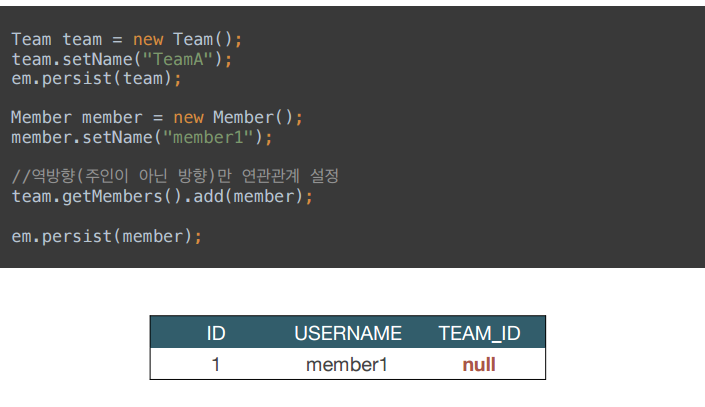 Team team = new Team();
team.setName("TeamA");
em.persist(team);
Member member = new Member();
member.setName("member1");
//역방향(주인이 아닌 방향)만 연관관계 설정
team.getMembers().add(member);
em.persist(member);
ID USERNAME TEAM_ID
1 member1 null